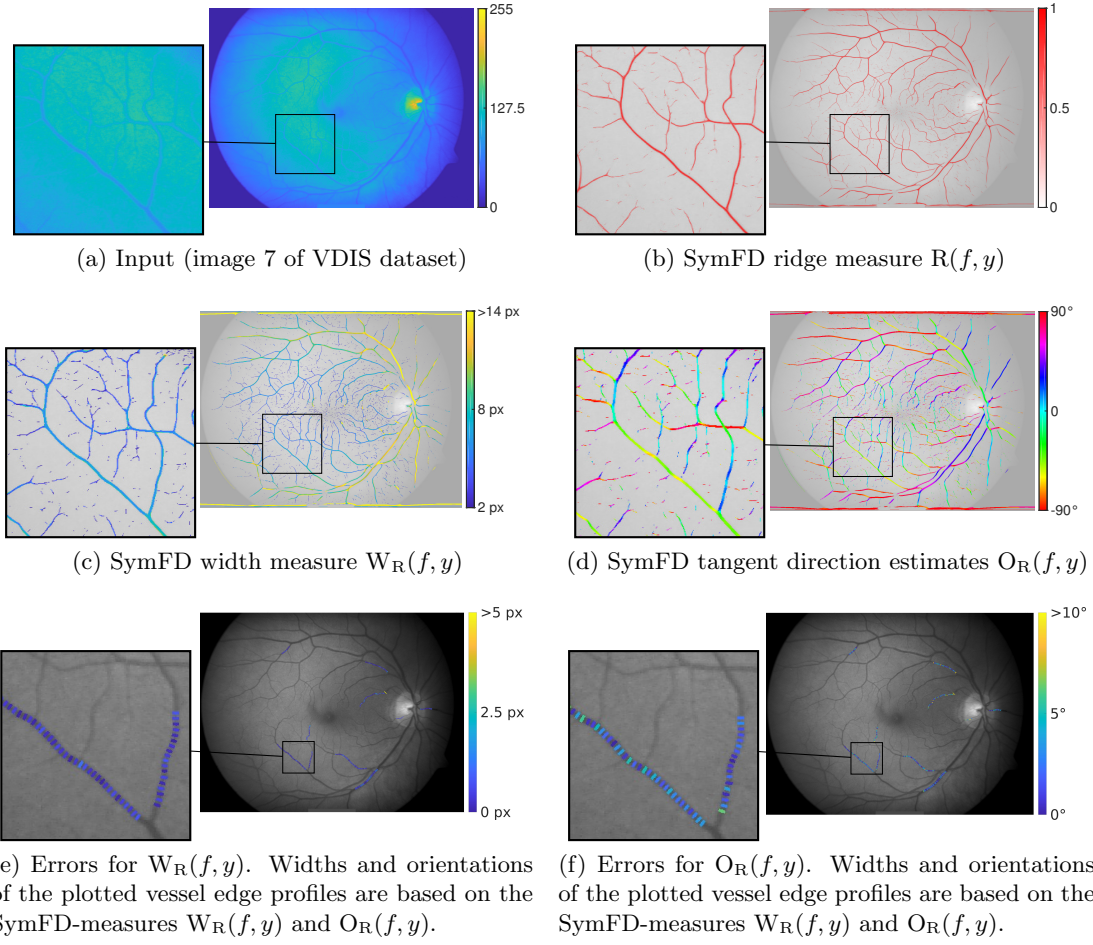 255
127.5
0
1
0.5
0
(a) Input (image 7 of VDIS dataset)
(b) SymFD ridge measure R(f, y)
>14 px
8 px
2 px
90°
0
-90°
(c) SymFD width measure W_R(f, y)
(d) SymFD tangent direction estimates O_R(f, y)
>5 px
2.5 px
0 px
>10°
5°
0°
e) Errors for W_R(f, y). Widths and orientations
of the plotted vessel edge profiles are based on the
SymFD-measures W_R(f, y) and O_R(f, y).
(f) Errors for O_R(f, y). Widths and orientations
of the plotted vessel edge profiles are based on the
SymFD-measures W_R(f, y) and O_R(f, y).